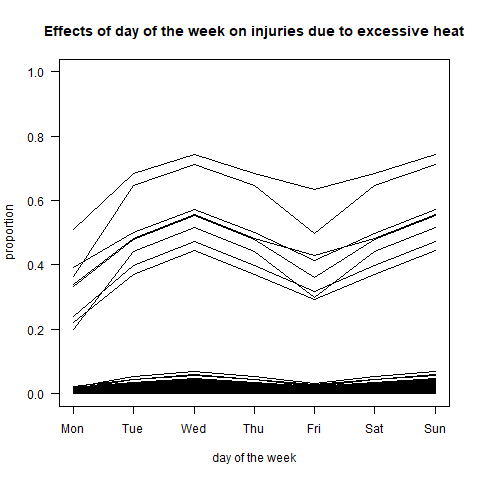 Effects of day of the week on injuries due to excessive heat
1.0
0.8
0.6
0.4
0.2
0.0
proportion
Mon Tue Wed Thu Fri Sat Sun
day of the week